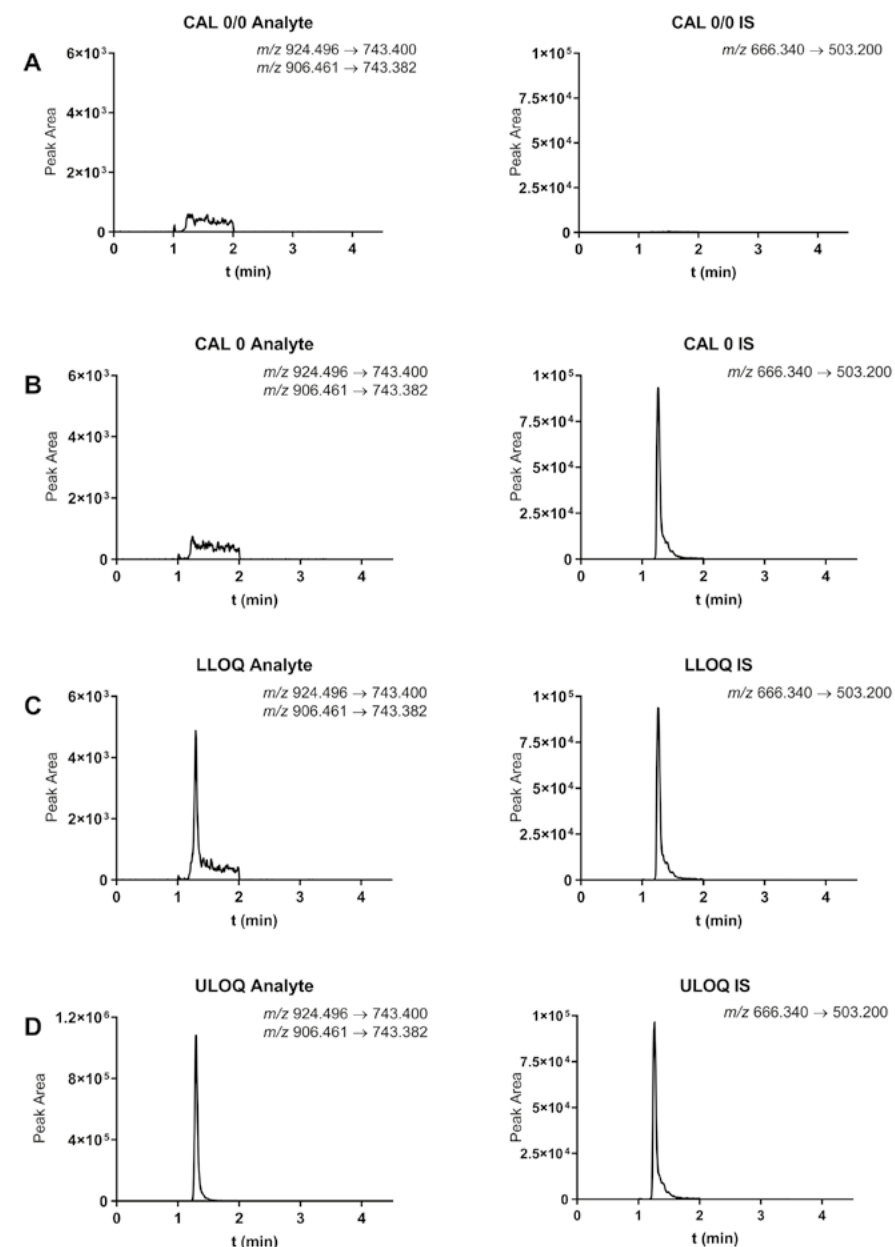 CAL 0/0 Analyte
A
m/z 924.496 → 743.400
m/z 906.461 → 743.382
Peak Area
6×10³
4×10³
2×10³
0
0 1 2 3 4
t (min)
CAL 0/0 IS
m/z 666.340 → 503.200
Peak Area
1×10⁵
7.5×10⁴
5×10⁴
2.5×10⁴
0
0 1 2 3 4
t (min)
CAL 0 Analyte
B
m/z 924.496 → 743.400
m/z 906.461 → 743.382
Peak Area
6×10³
4×10³
2×10³
0
0 1 2 3 4
t (min)
CAL 0 IS
m/z 666.340 → 503.200
Peak Area
1×10⁵
7.5×10⁴
5×10⁴
2.5×10⁴
0
0 1 2 3 4
t (min)
LLOQ Analyte
C
m/z 924.496 → 743.400
m/z 906.461 → 743.382
Peak Area
6×10³
4×10³
2×10³
0
0 1 2 3 4
t (min)
LLOQ IS
m/z 666.340 → 503.200
Peak Area
1×10⁵
7.5×10⁴
5×10⁴
2.5×10⁴
0
0 1 2 3 4
t (min)
ULOQ Analyte
D
m/z 924.496 → 743.400
m/z 906.461 → 743.382
Peak Area
1.2×10⁶
8×10⁵
4×10⁵
0
0 1 2 3 4
t (min)
ULOQ IS
m/z 666.340 → 503.200
Peak Area
1×10⁵
7.5×10⁴
5×10⁴
2.5×10⁴
0
0 1 2 3 4
t (min)